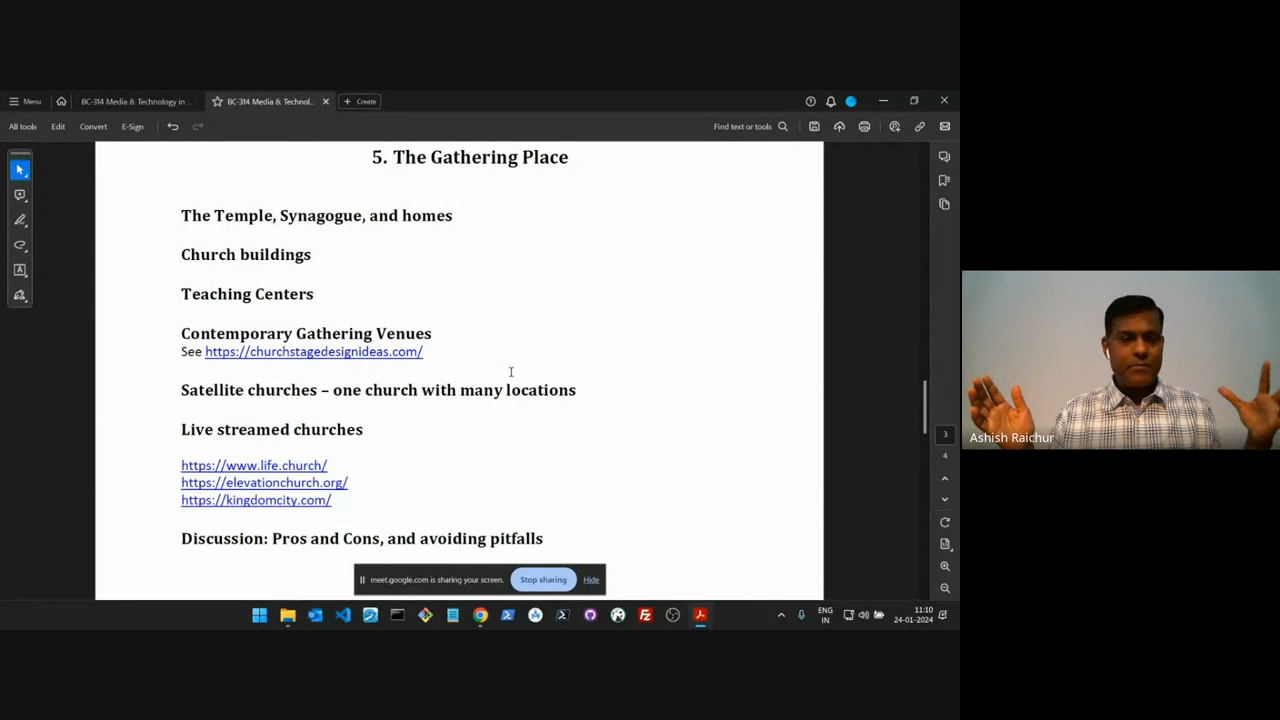 Menu
BC-314 Media & Technology in ...
BC-314 Media & Technol...
Create
All tools
Edit
Convert
E-Sign
Find text or tools
5. The Gathering Place
The Temple, Synagogue, and homes
Church buildings
Teaching Centers
Contemporary Gathering Venues
See https://churchstagedesignideas.com/
Satellite churches – one church with many locations
Live streamed churches
https://www.life.church/
https://elevationchurch.org/
https://kingdomcity.com/
Discussion: Pros and Cons, and avoiding pitfalls
3
4
Ashish Raichur
meet.google.com is sharing your screen.
Stop sharing
Hide
ENG
IN
11:10
24-01-2024